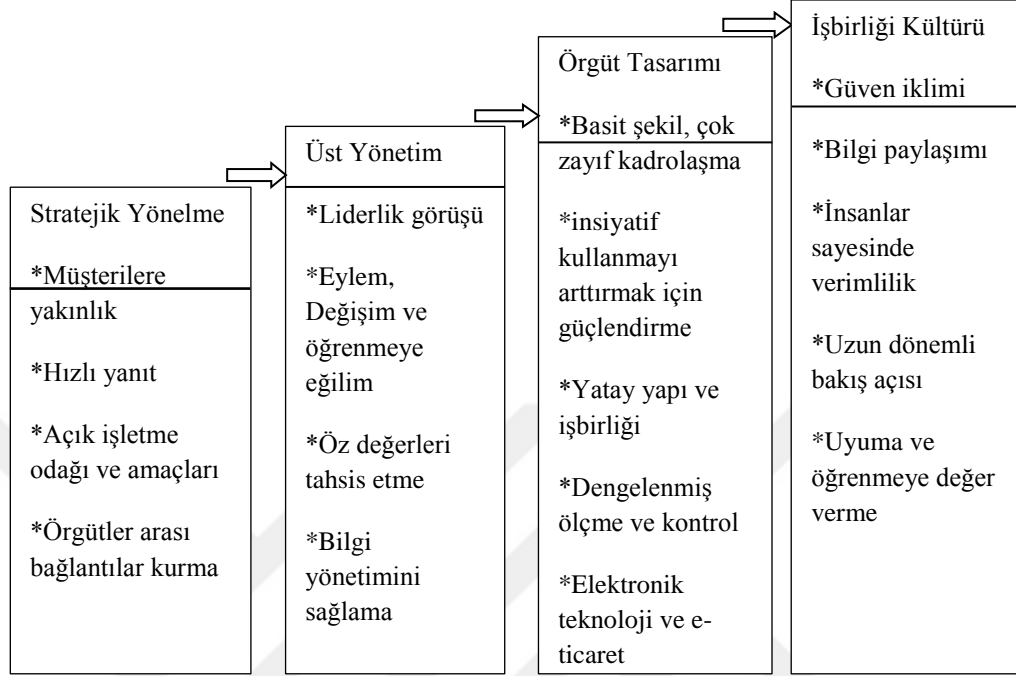 Stratejik Yönelme
*Müşterilere
yakınlık
*Hızlı yanıt
*Açık işletme
odağı ve amaçları
*Örgütler arası
bağlantılar kurma
Üst Yönetim
*Liderlik görüşü
*Eylem,
Değişim ve
öğrenmeye
eğilim
*Öz değerleri
tahsis etme
*Bilgi
yönetimini
sağlama
Örgüt Tasarımı
*Basit şekil, çok
zayıf kadrolaşma
*insiyatif
kullanmayı
arttırmak için
güçlendirme
*Yatay yapı ve
işbirliği
*Dengelenmiş
ölçme ve kontrol
*Elektronik
teknoloji ve e-
ticaret
İşbirliği Kültürü
*Güven iklimi
*Bilgi paylaşımı
*İnsanlar
sayesinde
verimlilik
*Uzun dönemli
bakış açısı
*Uyuma ve
öğrenmeye değer
verme